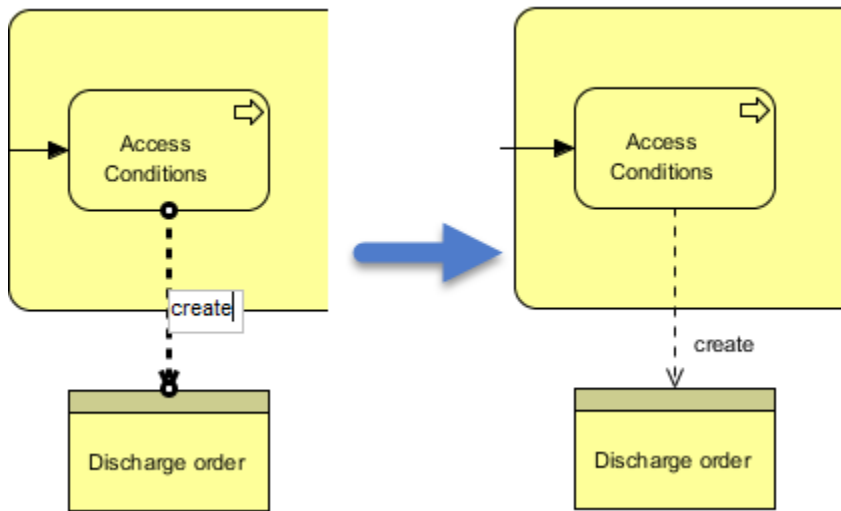 Access
Conditions
create
Discharge order
Access
Conditions
create
Discharge order